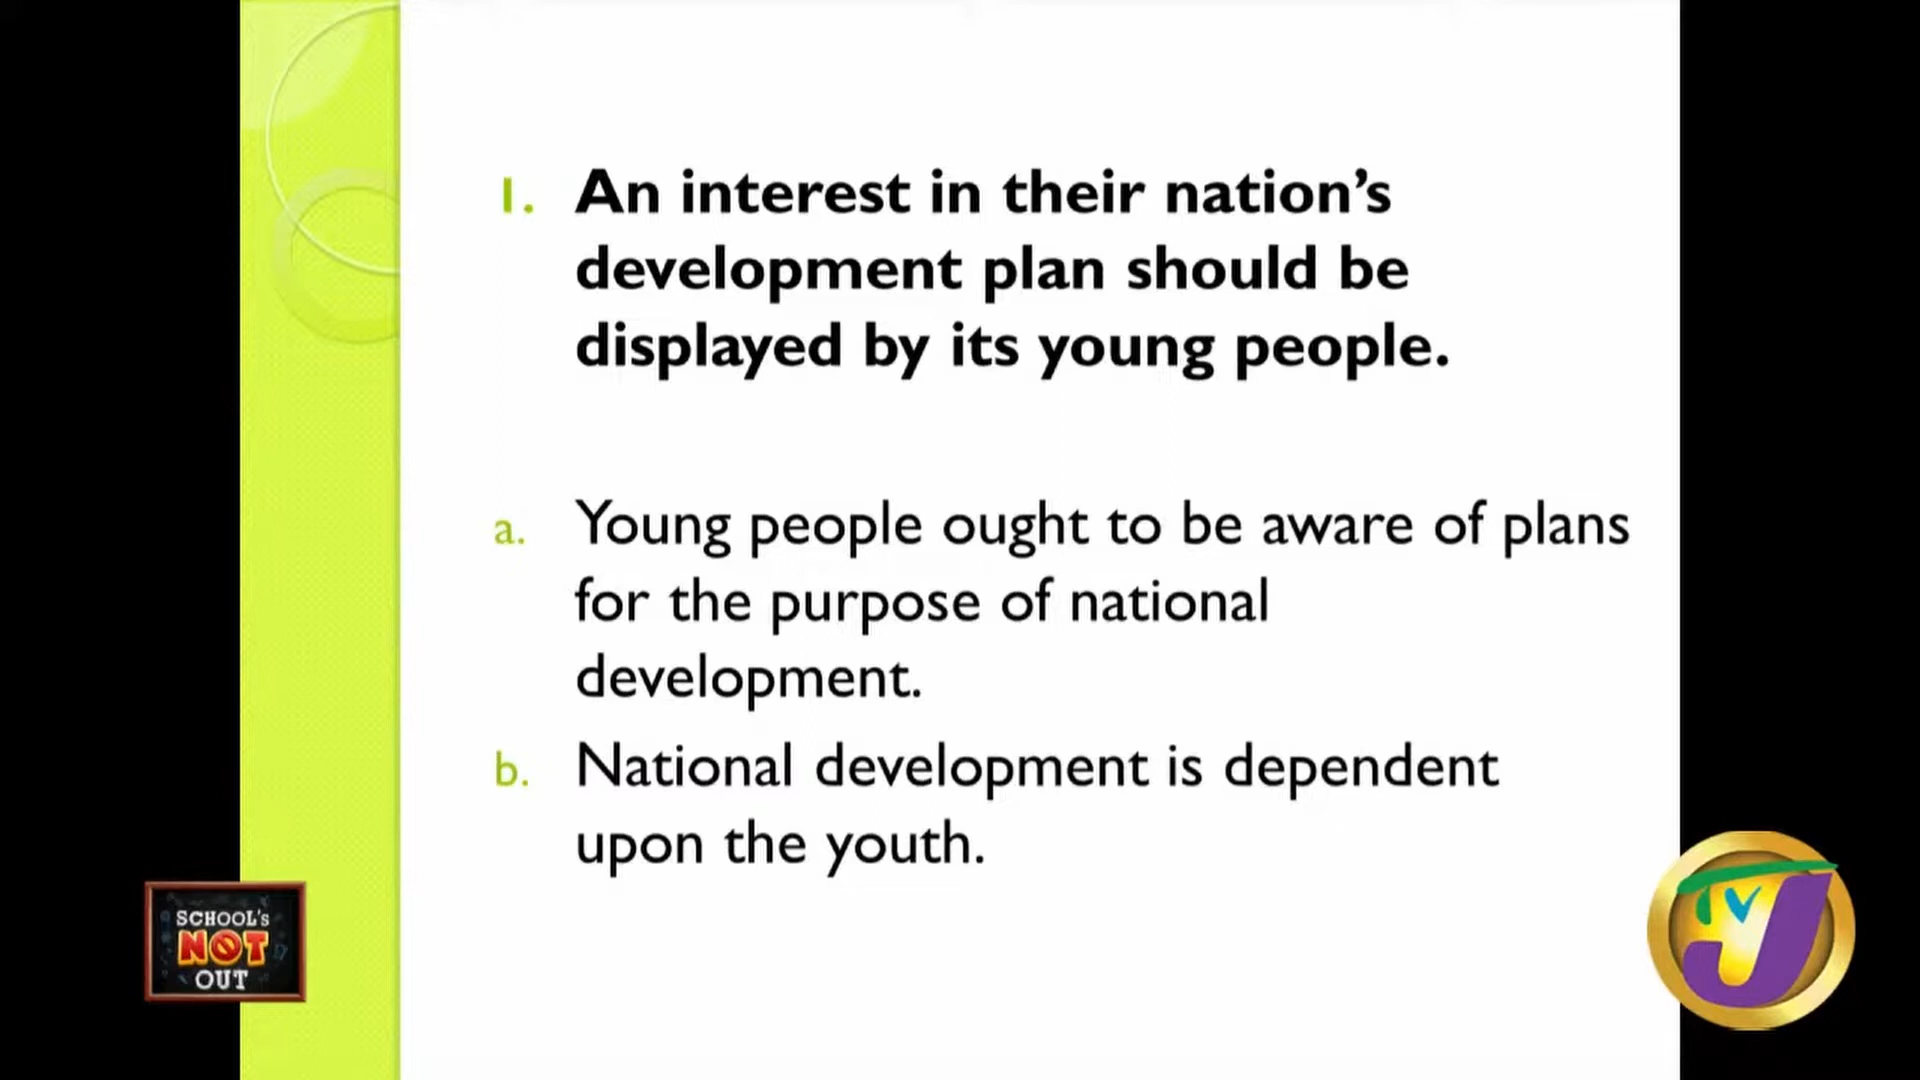 1. An interest in their nation’s
development plan should be
displayed by its young people.
a. Young people ought to be aware of plans
for the purpose of national
development.
b. National development is dependent
upon the youth.
SCHOOL's
NOT
OUT
TVJ